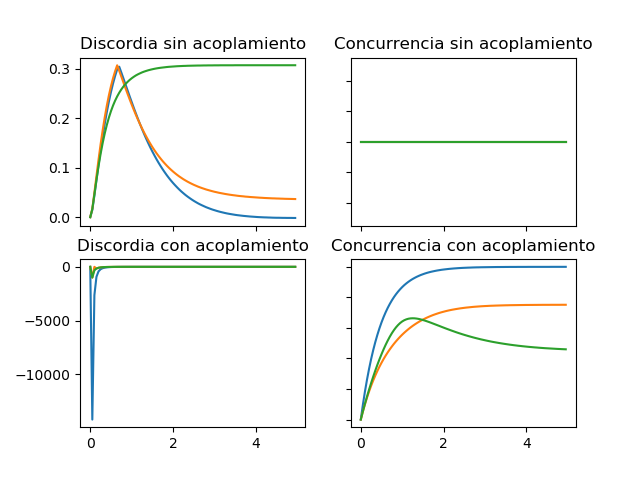 Discordia sin acoplamiento
Concurrencia sin acoplamiento
0.3
0.2
0.1
0.0
Discordia con acoplamiento
Concurrencia con acoplamiento
0
−5000
−10000
0 2 4
0 2 4